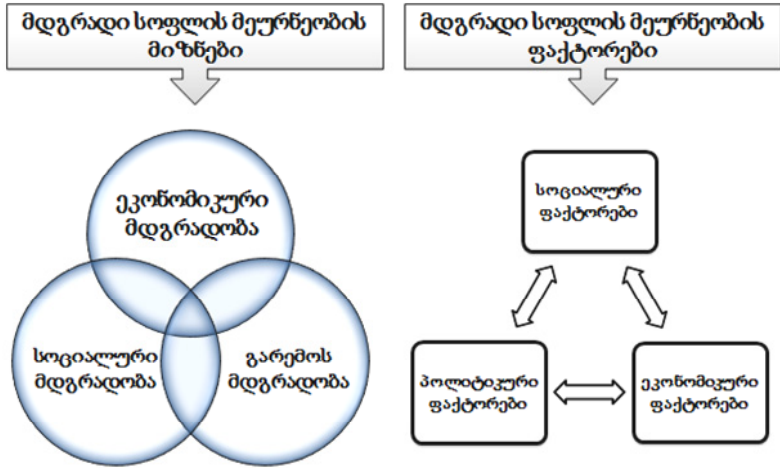 მდგრადი სოფლის მეურნეობის
მიზნები
ეკონომიკური
მდგრადობა
სოციალური
მდგრადობა
გარემოს
მდგრადობა
მდგრადი სოფლის მეურნეობის
ფაქტორები
სოციალური
ფაქტორები
პოლიტიკური
ფაქტორები
ეკონომიკური
ფაქტორები